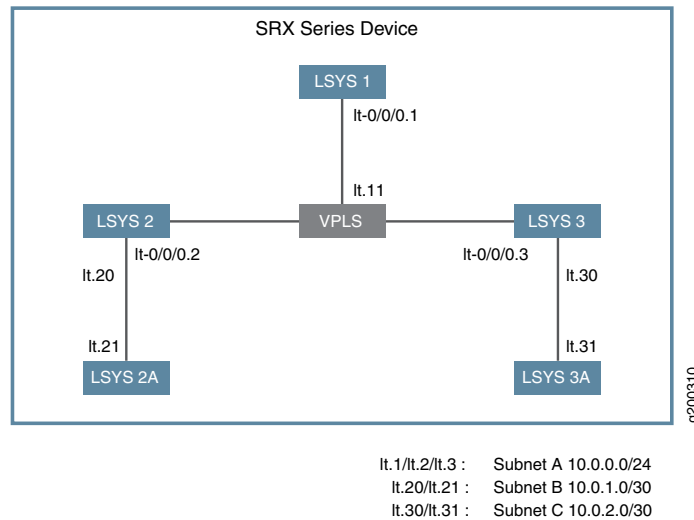 SRX Series Device
LSYS 1
lt-0/0/0.1
lt.11
LSYS 2
VPLS
LSYS 3
lt-0/0/0.2
lt-0/0/0.3
lt.20
lt.30
lt.21
lt.31
LSYS 2A
LSYS 3A
g200310
lt.1/lt.2/lt.3 : Subnet A 10.0.0.0/24
lt.20/lt.21 : Subnet B 10.0.1.0/30
lt.30/lt.31 : Subnet C 10.0.2.0/30